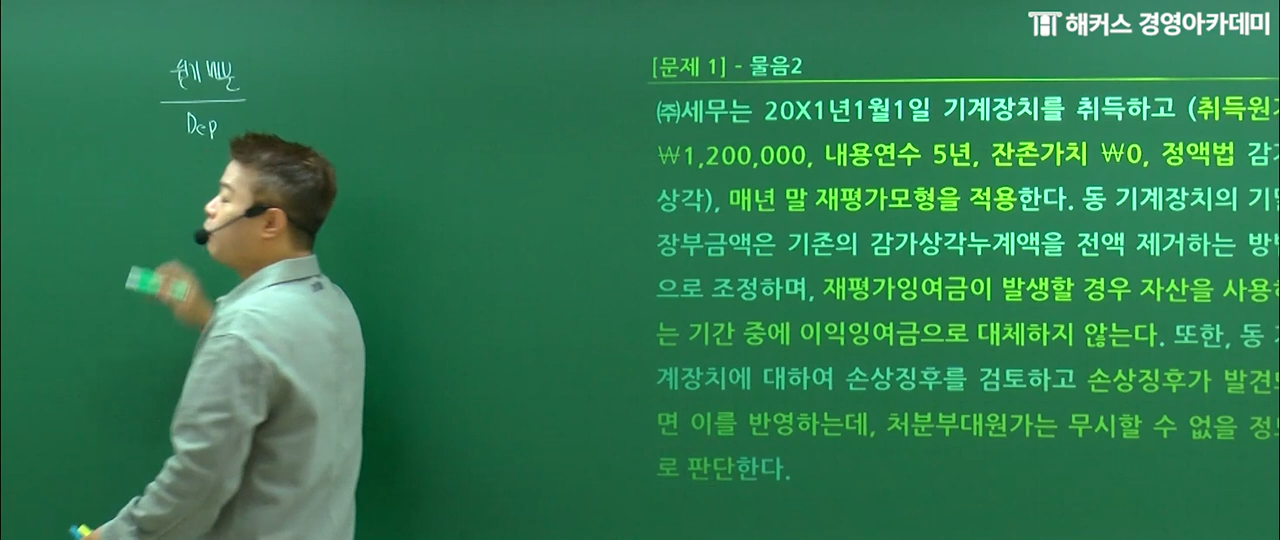 해커스 경영아카데미
원가 배분
Dep
[문제 1] - 물음2
㈜세무는 20X1년1월1일 기계장치를 취득하고 (취득원
₩1,200,000, 내용연수 5년, 잔존가치 ₩0, 정액법
상각), 매년 말 재평가모형을 적용한다. 동 기계장치의
장부금액은 기존의 감가상각누계액을 전액 제거하는
으로 조정하며, 재평가잉여금이 발생할 경우 자산을 사용
는 기간 중에 이익잉여금으로 대체하지 않는다. 또한, 동
계장치에 대하여 손상징후를 검토하고 손상징후가 발견
면 이를 반영하는데, 처분부대원가는 무시할 수 없을
로 판단한다.